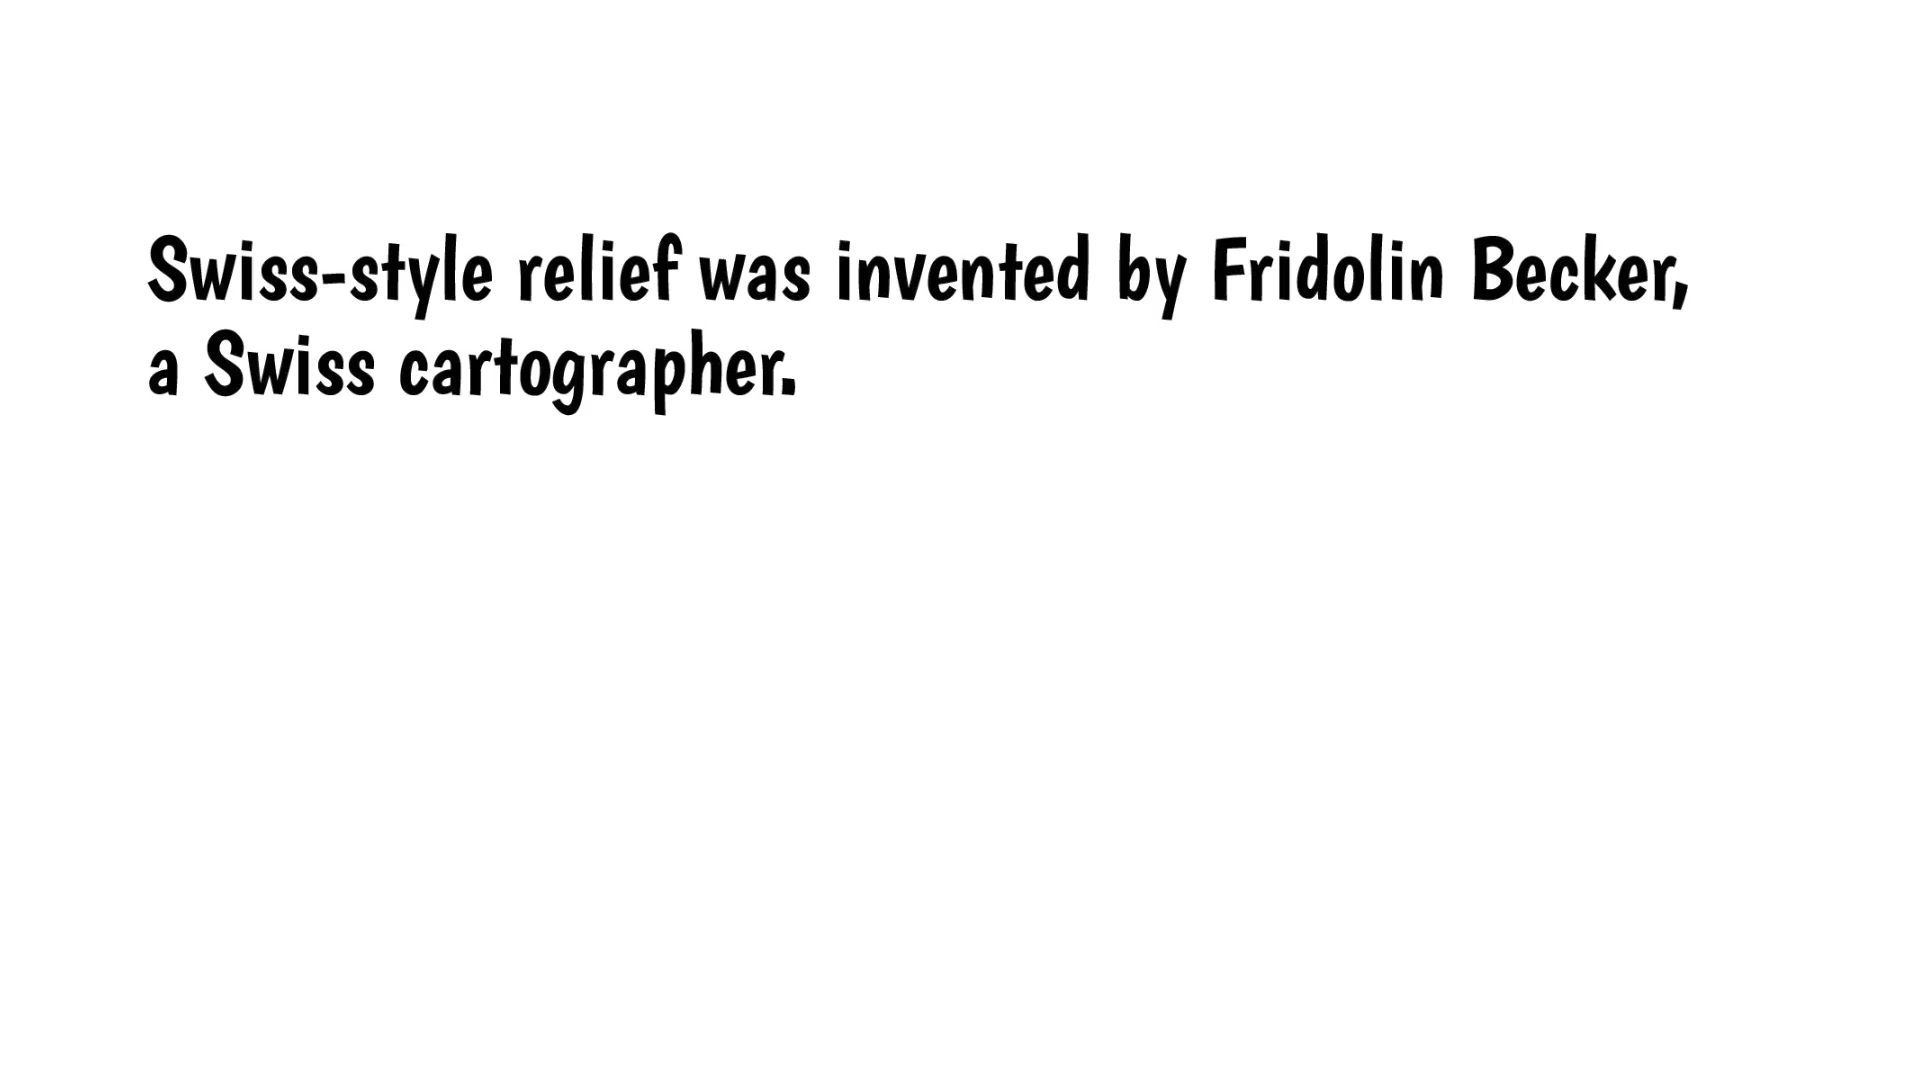 Swiss-style relief was invented by Fridolin Becker,
a Swiss cartographer.